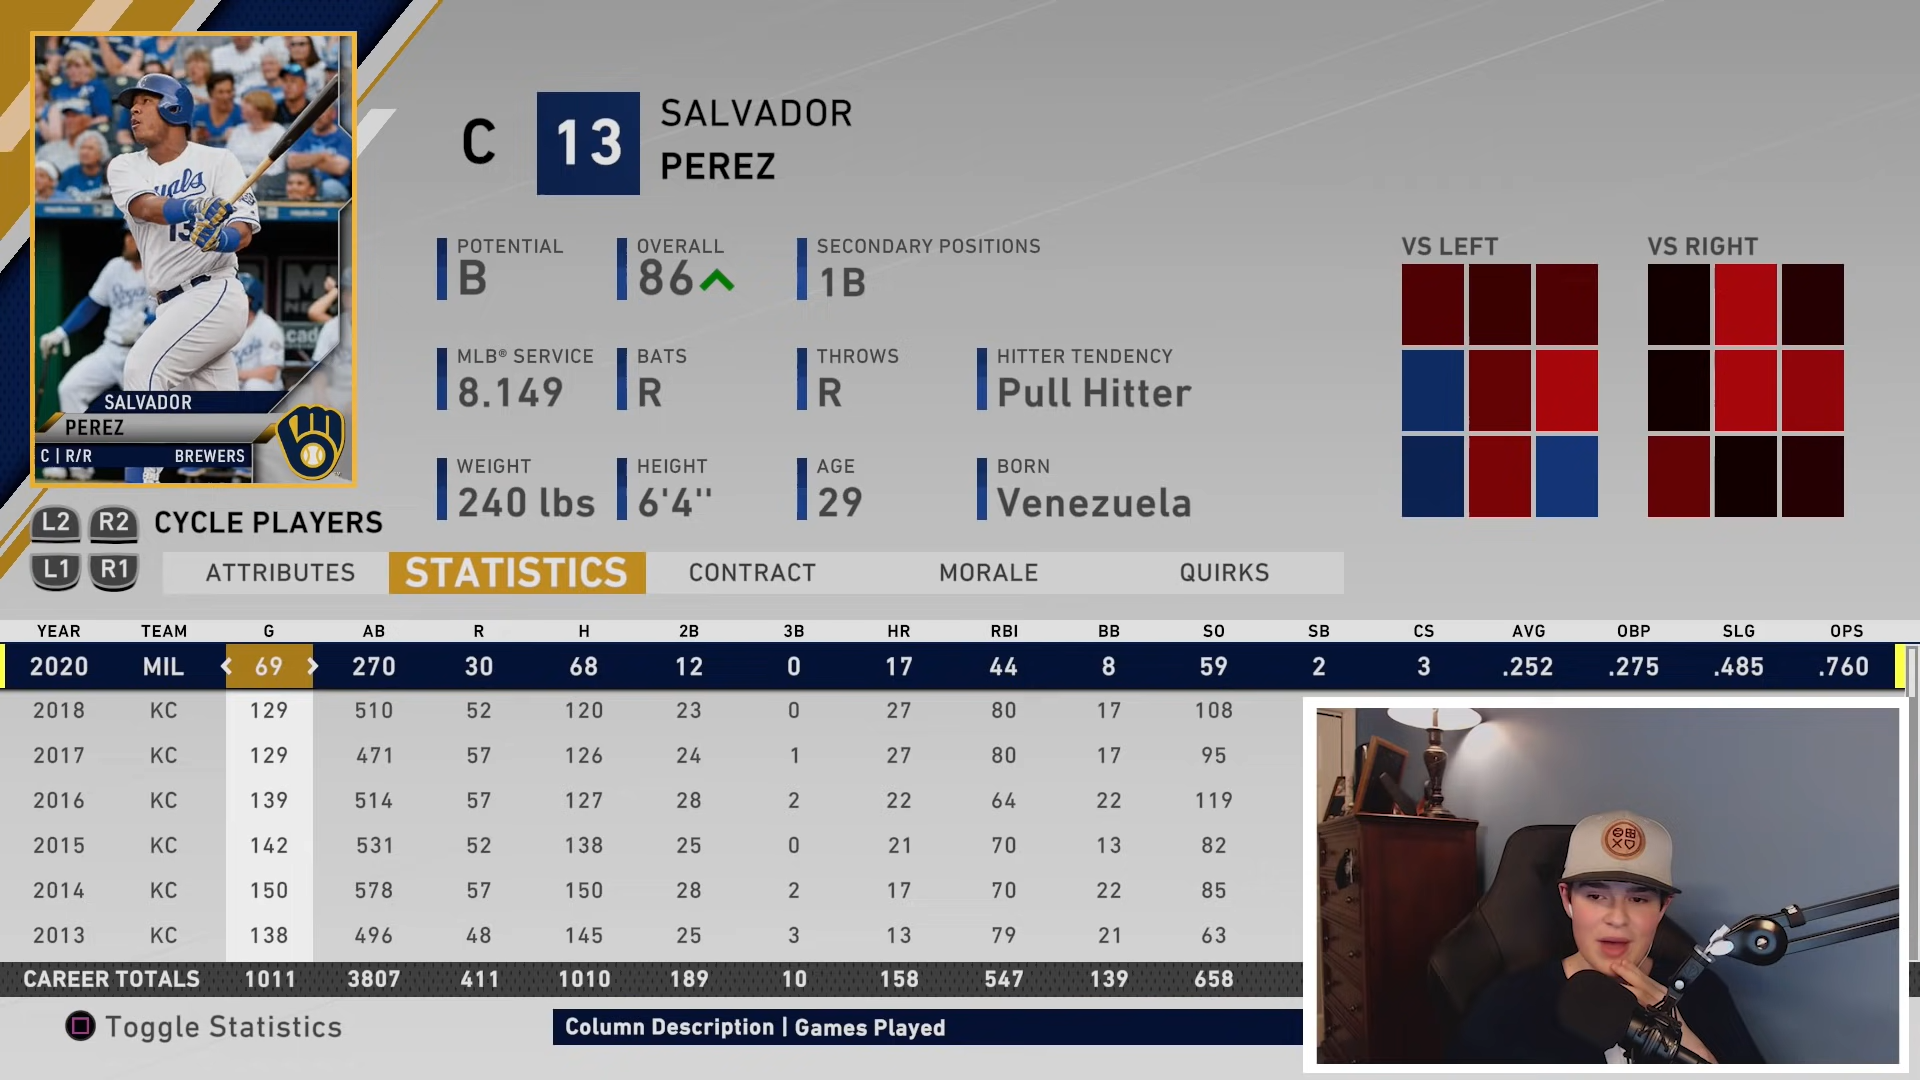 C 13 SALVADOR
PEREZ
POTENTIAL OVERALL SECONDARY POSITIONS
B 86 1B
VS LEFT VS RIGHT
MLB® SERVICE BATS THROWS HITTER TENDENCY
8.149 R R Pull Hitter
WEIGHT HEIGHT AGE BORN
240 lbs 6'4'' 29 Venezuela
Royals
13
SALVADOR
PEREZ
C | R/R BREWERS
L2 R2 CYCLE PLAYERS
L1 R1
ATTRIBUTES STATISTICS CONTRACT MORALE QUIRKS
YEAR TEAM G AB R H 2B 3B HR RBI BB SO SB CS AVG OBP SLG OPS
2020 MIL < 69 > 270 30 68 12 0 17 44 8 59 2 3 .252 .275 .485 .760
2018 KC 129 510 52 120 23 0 27 80 17 108
2017 KC 129 471 57 126 24 1 27 80 17 95
2016 KC 139 514 57 127 28 2 22 64 22 119
2015 KC 142 531 52 138 25 0 21 70 13 82
2014 KC 150 578 57 150 28 2 17 70 22 85
2013 KC 138 496 48 145 25 3 13 79 21 63
CAREER TOTALS 1011 3807 411 1010 189 10 158 547 139 658
Toggle Statistics
Column Description | Games Played